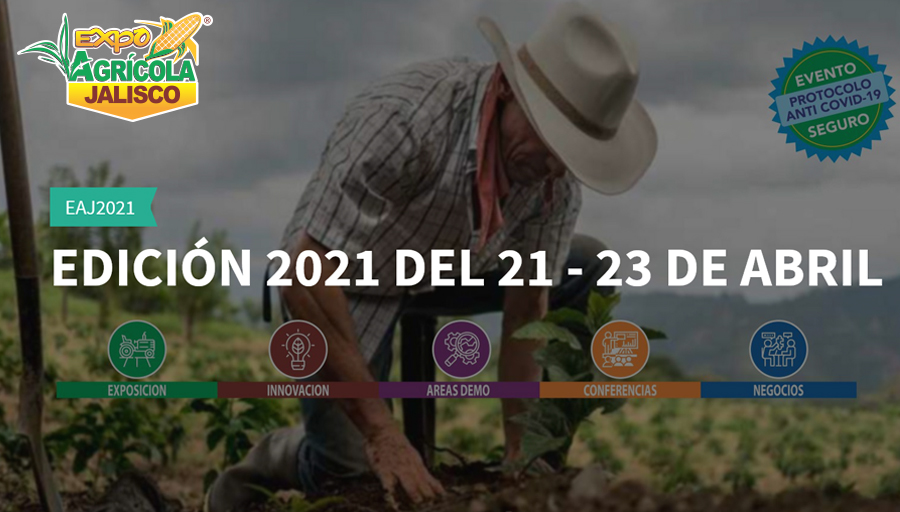 EXPO
AGRÍCOLA
JALISCO
®
EVENTO
PROTOCOLO
ANTI COVID-19
SEGURO
EAJ2021
EDICIÓN 2021 DEL 21 - 23 DE ABRIL
EXPOSICION
INNOVACION
AREAS DEMO
CONFERENCIAS
NEGOCIOS